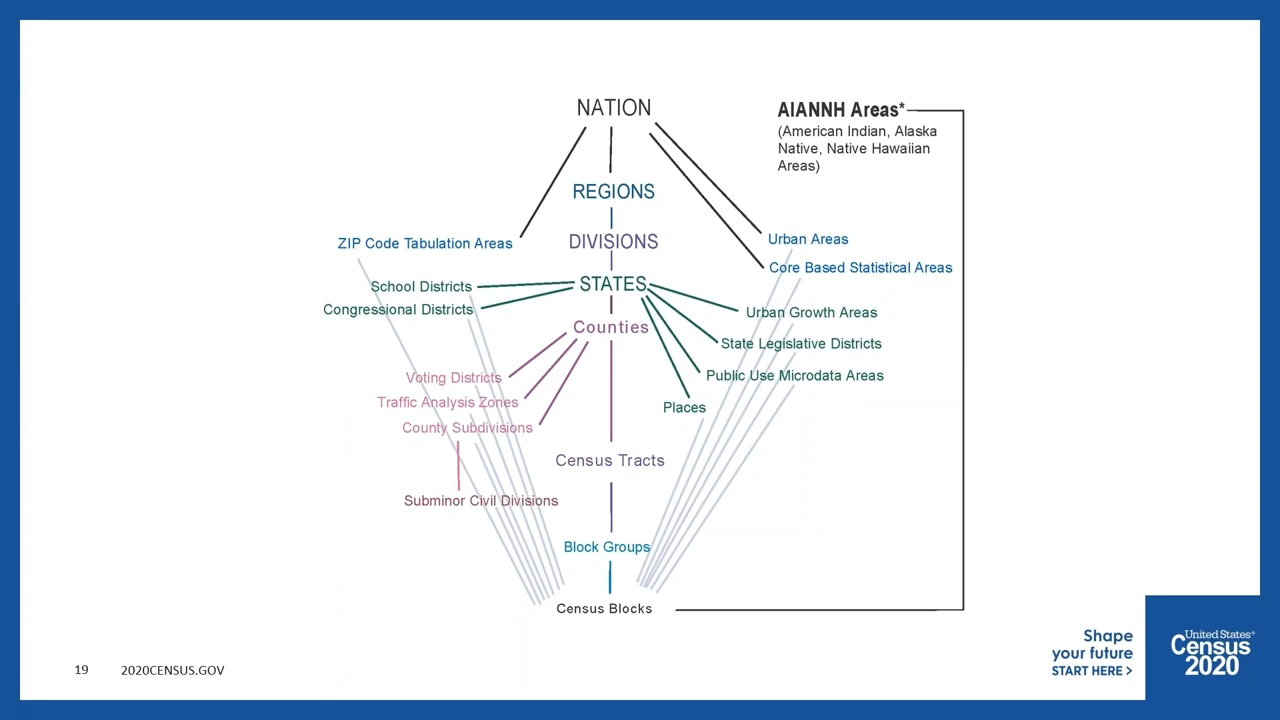 NATION
AIANNH Areas*
(American Indian, Alaska
Native, Native Hawaiian
Areas)
REGIONS
DIVISIONS
ZIP Code Tabulation Areas
Urban Areas
Core Based Statistical Areas
STATES
School Districts
Congressional Districts
Urban Growth Areas
Counties
State Legislative Districts
Voting Districts
Public Use Microdata Areas
Traffic Analysis Zones
Places
County Subdivisions
Census Tracts
Subminor Civil Divisions
Block Groups
Census Blocks
Shape
your future
START HERE >
United States®
Census
2020
19
2020CENSUS.GOV